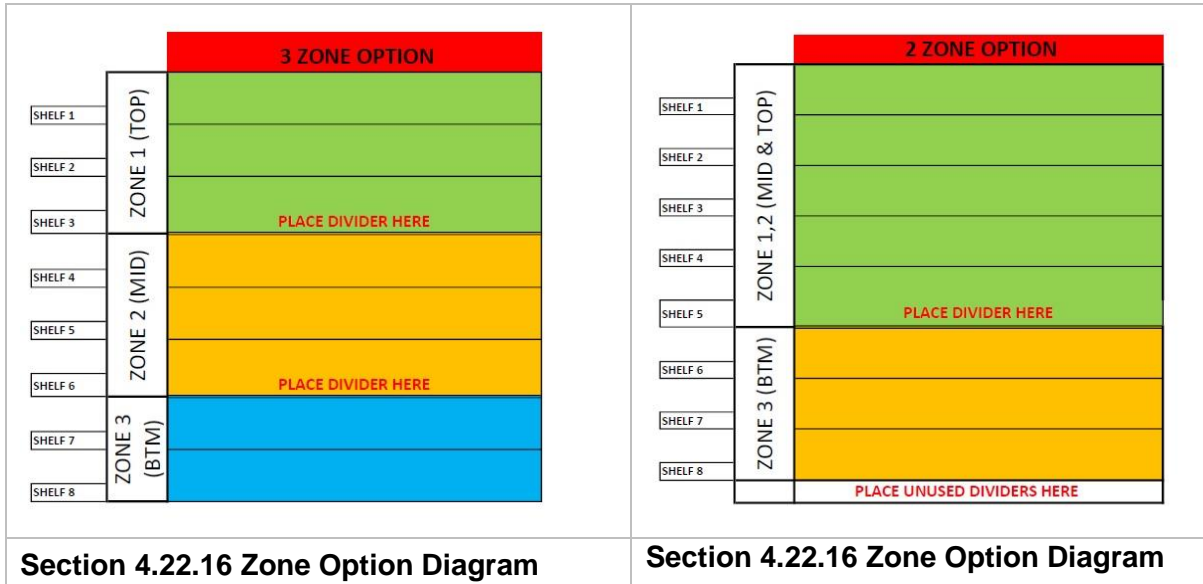 3 ZONE OPTION
ZONE 1 (TOP)
SHELF 1
SHELF 2
SHELF 3
PLACE DIVIDER HERE
ZONE 2 (MID)
SHELF 4
SHELF 5
SHELF 6
PLACE DIVIDER HERE
ZONE 3
(BTM)
SHELF 7
SHELF 8
Section 4.22.16 Zone Option Diagram
2 ZONE OPTION
ZONE 1,2 (MID & TOP)
SHELF 1
SHELF 2
SHELF 3
SHELF 4
SHELF 5
PLACE DIVIDER HERE
ZONE 3 (BTM)
SHELF 6
SHELF 7
SHELF 8
PLACE UNUSED DIVIDERS HERE
Section 4.22.16 Zone Option Diagram